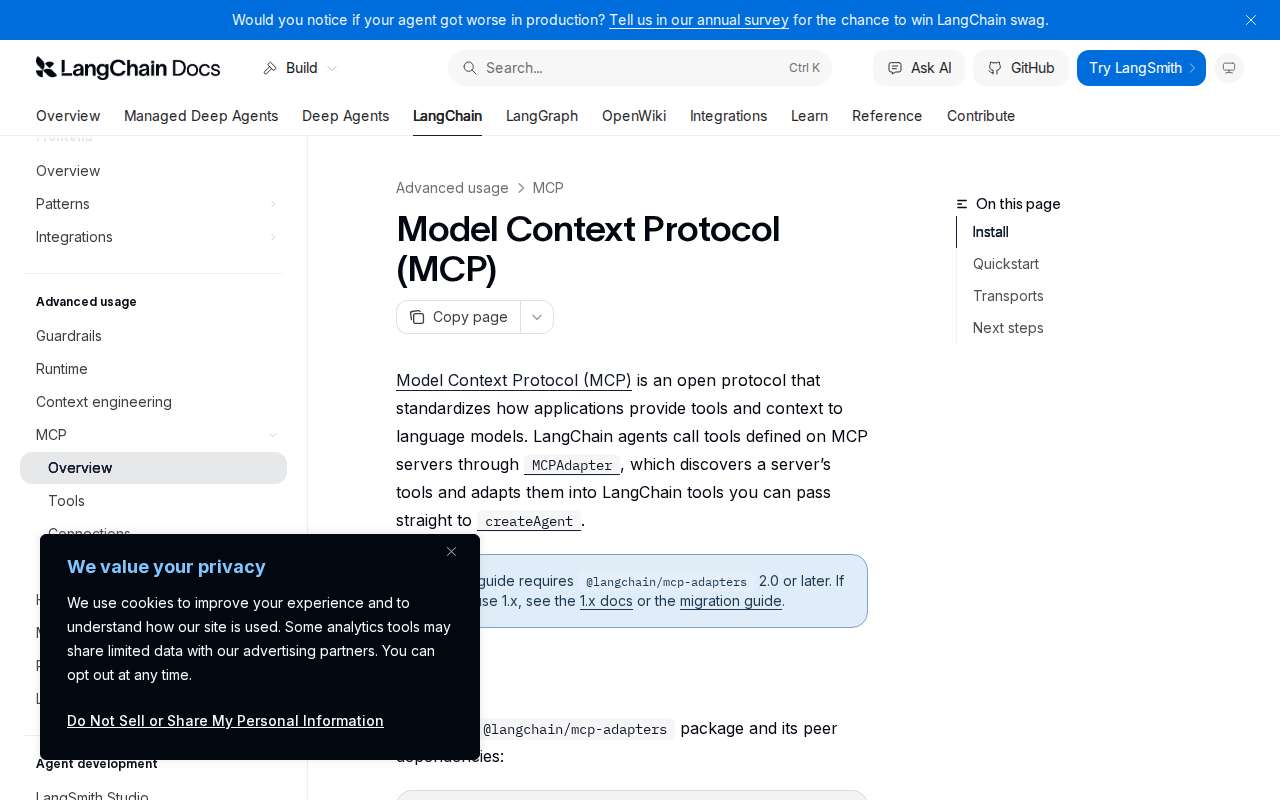 Would you notice if your agent got worse in production? Tell us in our annual survey for the chance to win LangChain swag.
LangChain Docs
Build
Search...
Ctrl K
Ask AI
GitHub
Try LangSmith
Overview
Managed Deep Agents
Deep Agents
LangChain
LangGraph
OpenWiki
Integrations
Learn
Reference
Contribute
Frontend
Overview
Patterns
Integrations
Advanced usage
Guardrails
Runtime
Context engineering
MCP
Overview
Tools
Connections
Agent development
LangSmith Studio
Advanced usage > MCP
Model Context Protocol
(MCP)
Copy page
Model Context Protocol (MCP) is an open protocol that
standardizes how applications provide tools and context to
language models. LangChain agents call tools defined on MCP
servers through MCPAdapter, which discovers a server’s
tools and adapts them into LangChain tools you can pass
straight to createAgent.
guide requires @langchain/mcp-adapters 2.0 or later. If
use 1.x, see the 1.x docs or the migration guide.
@langchain/mcp-adapters package and its peer
dependencies:
On this page
Install
Quickstart
Transports
Next steps
We value your privacy
We use cookies to improve your experience and to
understand how our site is used. Some analytics tools may
share limited data with our advertising partners. You can
opt out at any time.
Do Not Sell or Share My Personal Information